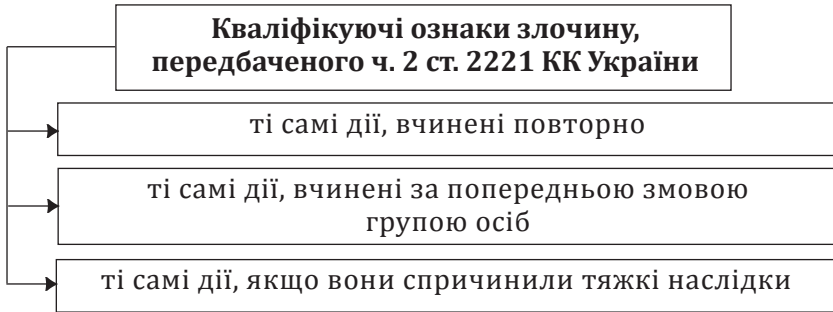 Кваліфікуючі ознаки злочину,
передбаченого ч. 2 ст. 2221 КК України
ті самі дії, вчинені повторно
ті самі дії, вчинені за попередньою змовою
групою осіб
ті самі дії, якщо вони спричинили тяжкі наслідки